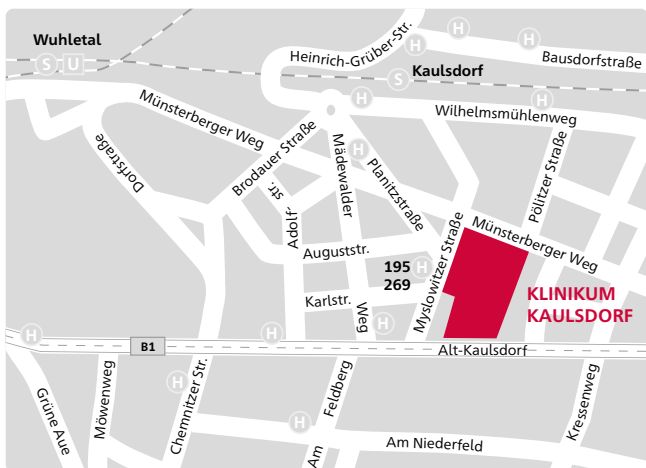 Wuhletal
S U
Heinrich-Grüber-Str.
H
H
H
H
Bausdorfstraße
S
Kaulsdorf
H
H
Wilhelmsmühlenweg
Münsterberger Weg
Dorfstraße
Brodauer Straße
Adolf-
str.
Mädewalder
Weg
H
Planitzstraße
Pölitzer Straße
Münsterberger Weg
Auguststr.
195
269
H
Karlstr.
Myslowitzer Straße
KLINIKUM
KAULSDORF
H
B1
H
H
Alt-Kaulsdorf
Grüne Aue
Möwenweg
H
Chemnitzer Str.
H
Am Feldberg
Am Niederfeld
Kressenweg